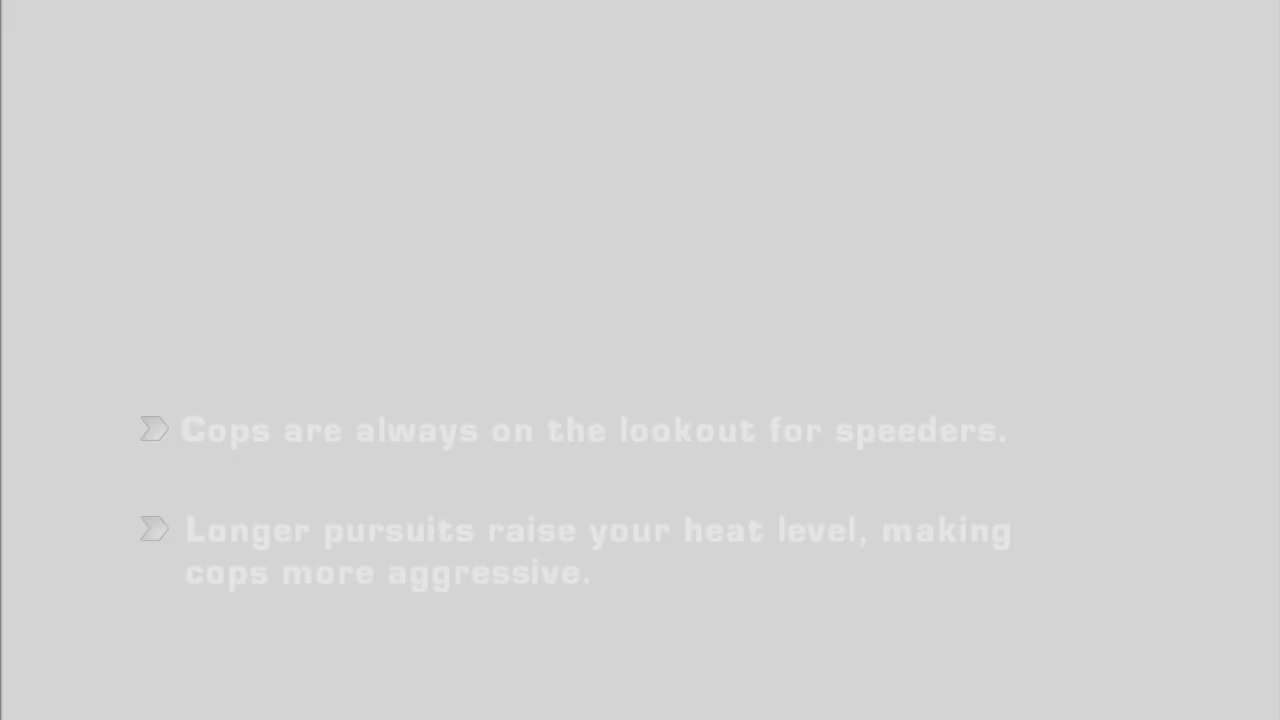 Cops are always on the lookout for speeders.
Longer pursuits raise your heat level, making
cops more aggressive.